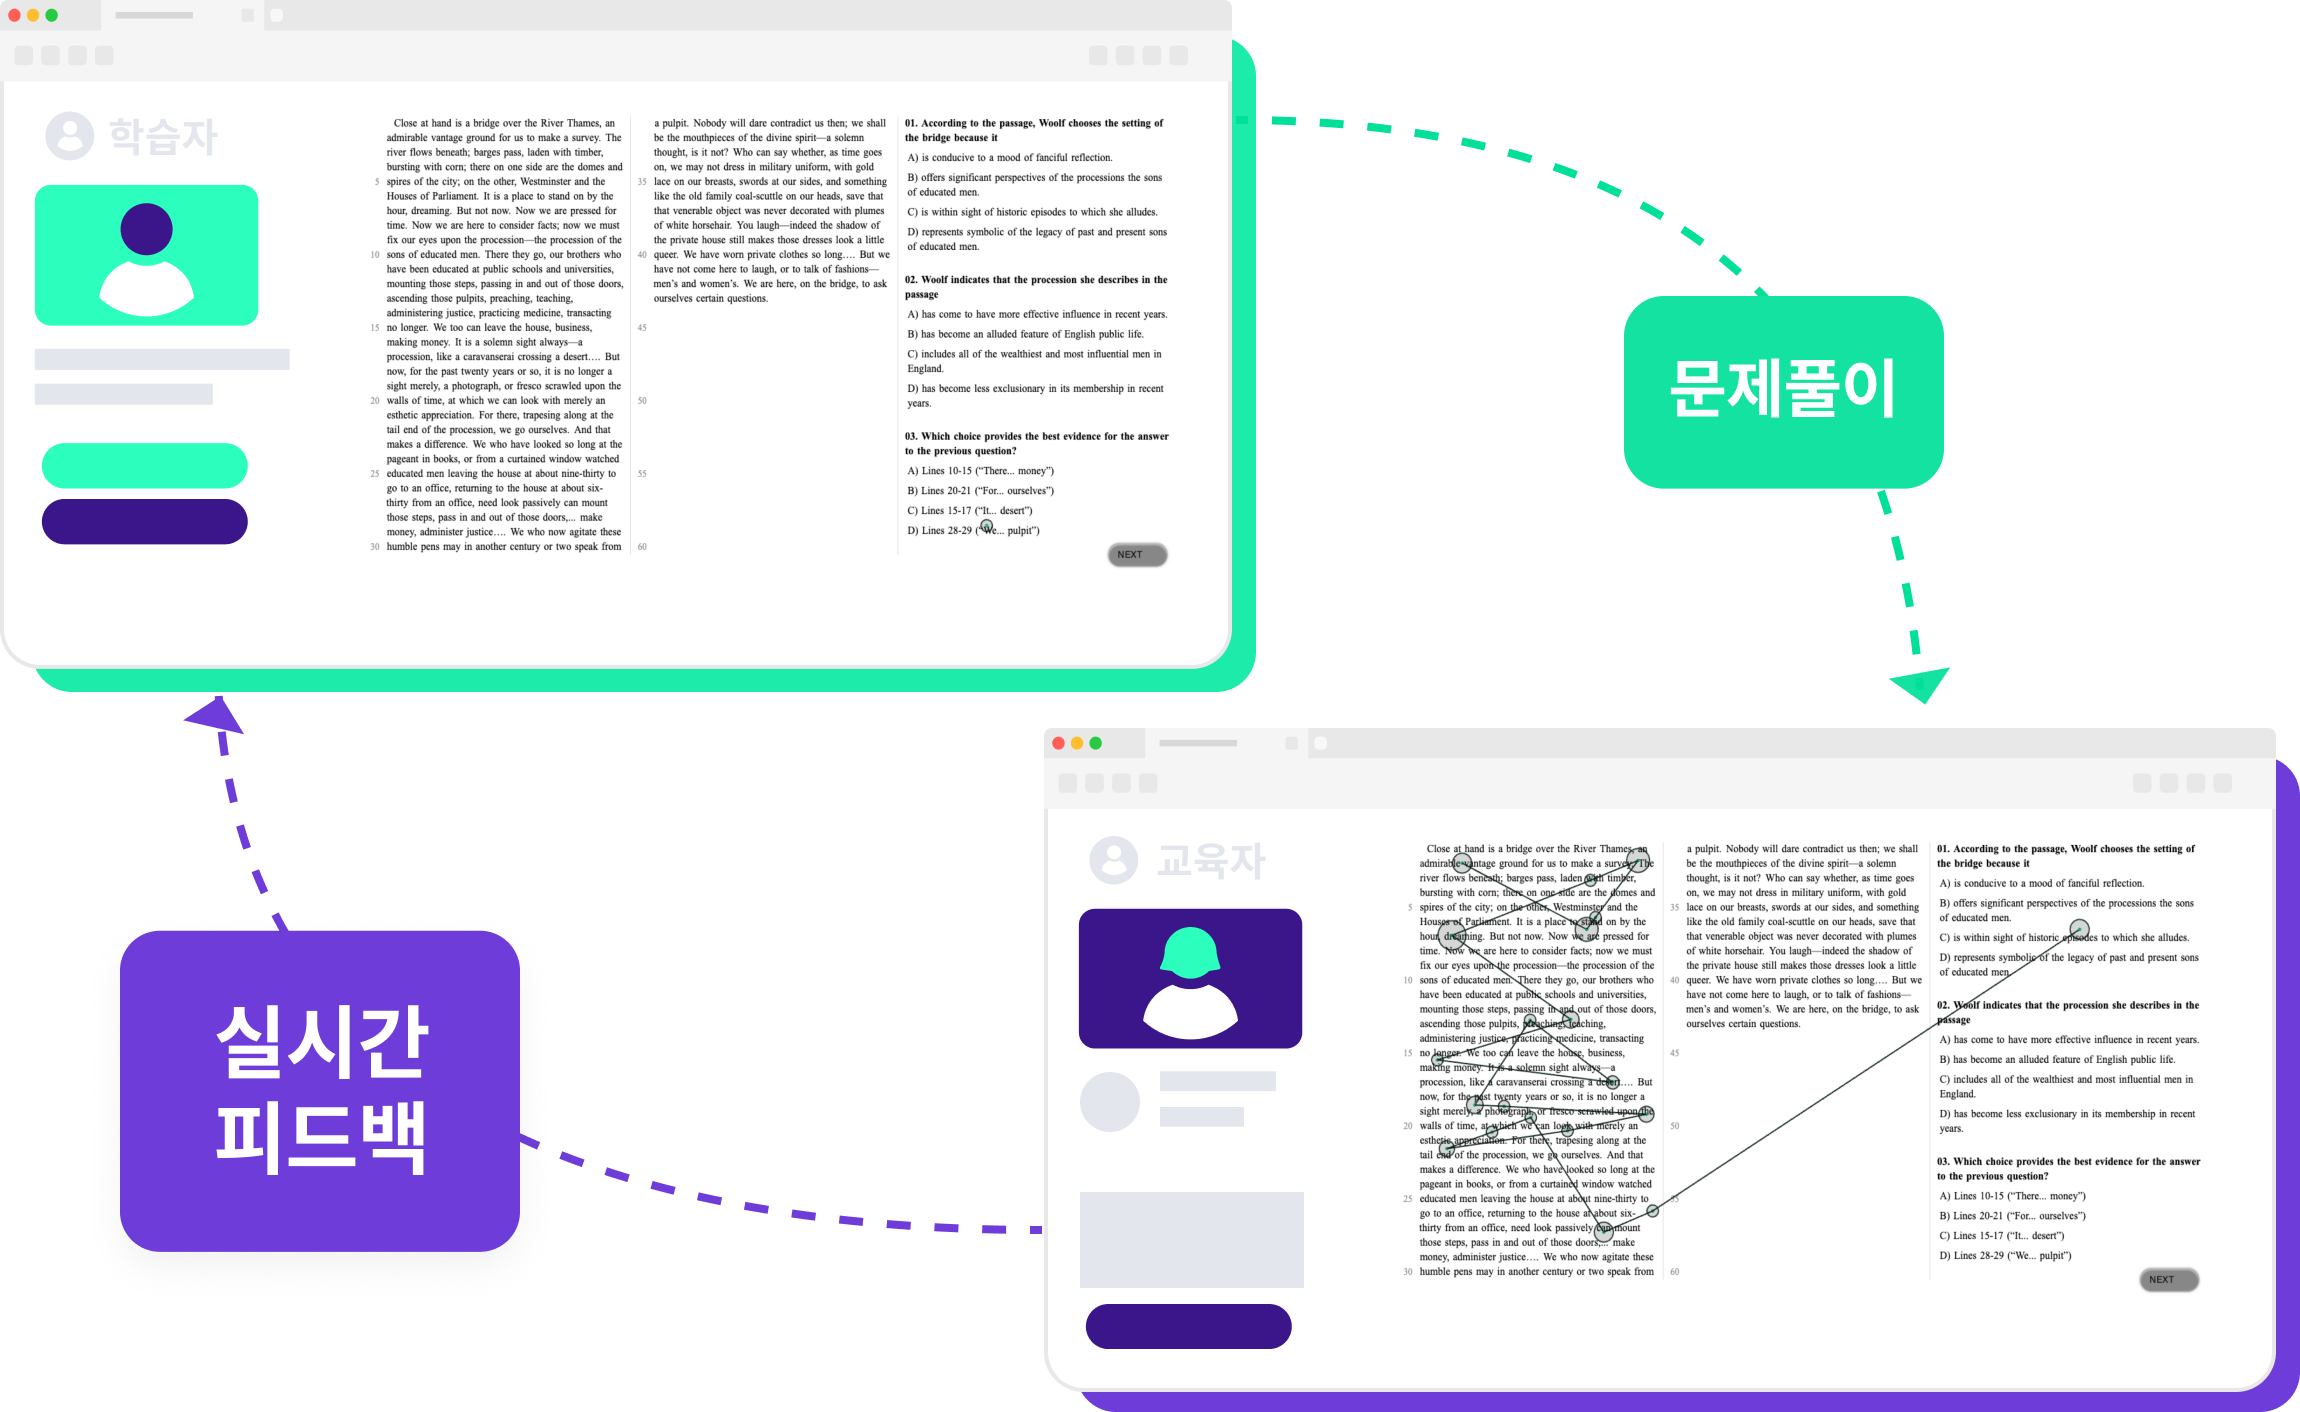 학습자
Close at hand is a bridge over the River Thames, an
admirable vantage ground for us to make a survey. The
river flows beneath; barges pass, laden with timber,
bursting with corn; there on one side are the domes and
5 spires of the city; on the other, Westminster and the
Houses of Parliament. It is a place to stand on by the
hour, dreaming. But not now. Now we are pressed for
time. Now we are here to consider facts; now we must
fix our eyes upon the procession—the procession of the
10 sons of educated men. There they go, our brothers who
have been educated at public schools and universities,
mounting those steps, passing in and out of those doors,
ascending those pulpits, preaching, teaching,
administering justice, practicing medicine, transacting
15 no longer. We too can leave the house, business,
making money. It is a solemn sight always—a
procession, like a caravanserai crossing a desert.... But
now, for the past twenty years or so, it is no longer a
sight merely, a photograph, or fresco scrawled upon the
20 walls of time, at which we can look with merely an
esthetic appreciation. For there, trapesing along at the
tail end of the procession, we go ourselves. And that
makes a difference. We who have looked so long at the
pageant in books, or from a curtained window watched
25 educated men leaving the house at about nine-thirty to
go to an office, returning to the house at about six-
thirty from an office, need look passively can mount
those steps, pass in and out of those doors,... make
money, administer justice.... We who now agitate these
30 humble pens may in another century or two speak from
a pulpit. Nobody will dare contradict us then; we shall
be the mouthpieces of the divine spirit—a solemn
thought, is it not? Who can say whether, as time goes
on, we may not dress in military uniform, with gold
35 lace on our breasts, swords at our sides, and something
like the old family coal-scuttle on our heads, save that
that venerable object was never decorated with plumes
of white horsehair. You laugh—indeed the shadow of
the private house still makes those dresses look a little
40 queer. We have worn private clothes so long.... But we
have not come here to laugh, or to talk of fashions—
men's and women's. We are here, on the bridge, to ask
ourselves certain questions.
45
50
55
60
01. According to the passage, Woolf chooses the setting of
the bridge because it
A) is conducive to a mood of fanciful reflection.
B) offers significant perspectives of the processions the sons
of educated men.
C) is within sight of historic episodes to which she alludes.
D) represents symbolic of the legacy of past and present sons
of educated men.
02. Woolf indicates that the procession she describes in the
passage
A) has come to have more effective influence in recent years.
B) has become an alluded feature of English public life.
C) includes all of the wealthiest and most influential men in
England.
D) has become less exclusionary in its membership in recent
years.
03. Which choice provides the best evidence for the answer
to the previous question?
A) Lines 10-15 (“There... money”)
B) Lines 20-21 (“For... ourselves”)
C) Lines 15-17 (“It... desert”)
D) Lines 28-29 (“We... pulpit”)
NEXT
문제풀이
실시간
피드백
교육자
Close at hand is a bridge over the River Thames, an
admirable vantage ground for us to make a survey. The
river flows beneath; barges pass, laden with timber,
bursting with corn; there on one side are the domes and
5 spires of the city; on the other, Westminster and the
Houses of Parliament. It is a place to stand on by the
hour, dreaming. But not now. Now we are pressed for
time. Now we are here to consider facts; now we must
fix our eyes upon the procession—the procession of the
10 sons of educated men. There they go, our brothers who
have been educated at public schools and universities,
mounting those steps, passing in and out of those doors,
ascending those pulpits, preaching, teaching,
administering justice, practicing medicine, transacting
15 no longer. We too can leave the house, business,
making money. It is a solemn sight always—a
procession, like a caravanserai crossing a desert.... But
now, for the past twenty years or so, it is no longer a
sight merely, a photograph, or fresco scrawled upon the
20 walls of time, at which we can look with merely an
esthetic appreciation. For there, trapesing along at the
tail end of the procession, we go ourselves. And that
makes a difference. We who have looked so long at the
pageant in books, or from a curtained window watched
25 educated men leaving the house at about nine-thirty to
go to an office, returning to the house at about six-
thirty from an office, need look passively can mount
those steps, pass in and out of those doors,... make
money, administer justice.... We who now agitate these
30 humble pens may in another century or two speak from
a pulpit. Nobody will dare contradict us then; we shall
be the mouthpieces of the divine spirit—a solemn
thought, is it not? Who can say whether, as time goes
on, we may not dress in military uniform, with gold
35 lace on our breasts, swords at our sides, and something
like the old family coal-scuttle on our heads, save that
that venerable object was never decorated with plumes
of white horsehair. You laugh—indeed the shadow of
the private house still makes those dresses look a little
40 queer. We have worn private clothes so long.... But we
have not come here to laugh, or to talk of fashions—
men's and women's. We are here, on the bridge, to ask
ourselves certain questions.
45
50
55
60
01. According to the passage, Woolf chooses the setting of
the bridge because it
A) is conducive to a mood of fanciful reflection.
B) offers significant perspectives of the processions the sons
of educated men.
C) is within sight of historic episodes to which she alludes.
D) represents symbolic of the legacy of past and present sons
of educated men.
02. Woolf indicates that the procession she describes in the
passage
A) has come to have more effective influence in recent years.
B) has become an alluded feature of English public life.
C) includes all of the wealthiest and most influential men in
England.
D) has become less exclusionary in its membership in recent
years.
03. Which choice provides the best evidence for the answer
to the previous question?
A) Lines 10-15 (“There... money”)
B) Lines 20-21 (“For... ourselves”)
C) Lines 15-17 (“It... desert”)
D) Lines 28-29 (“We... pulpit”)
NEXT